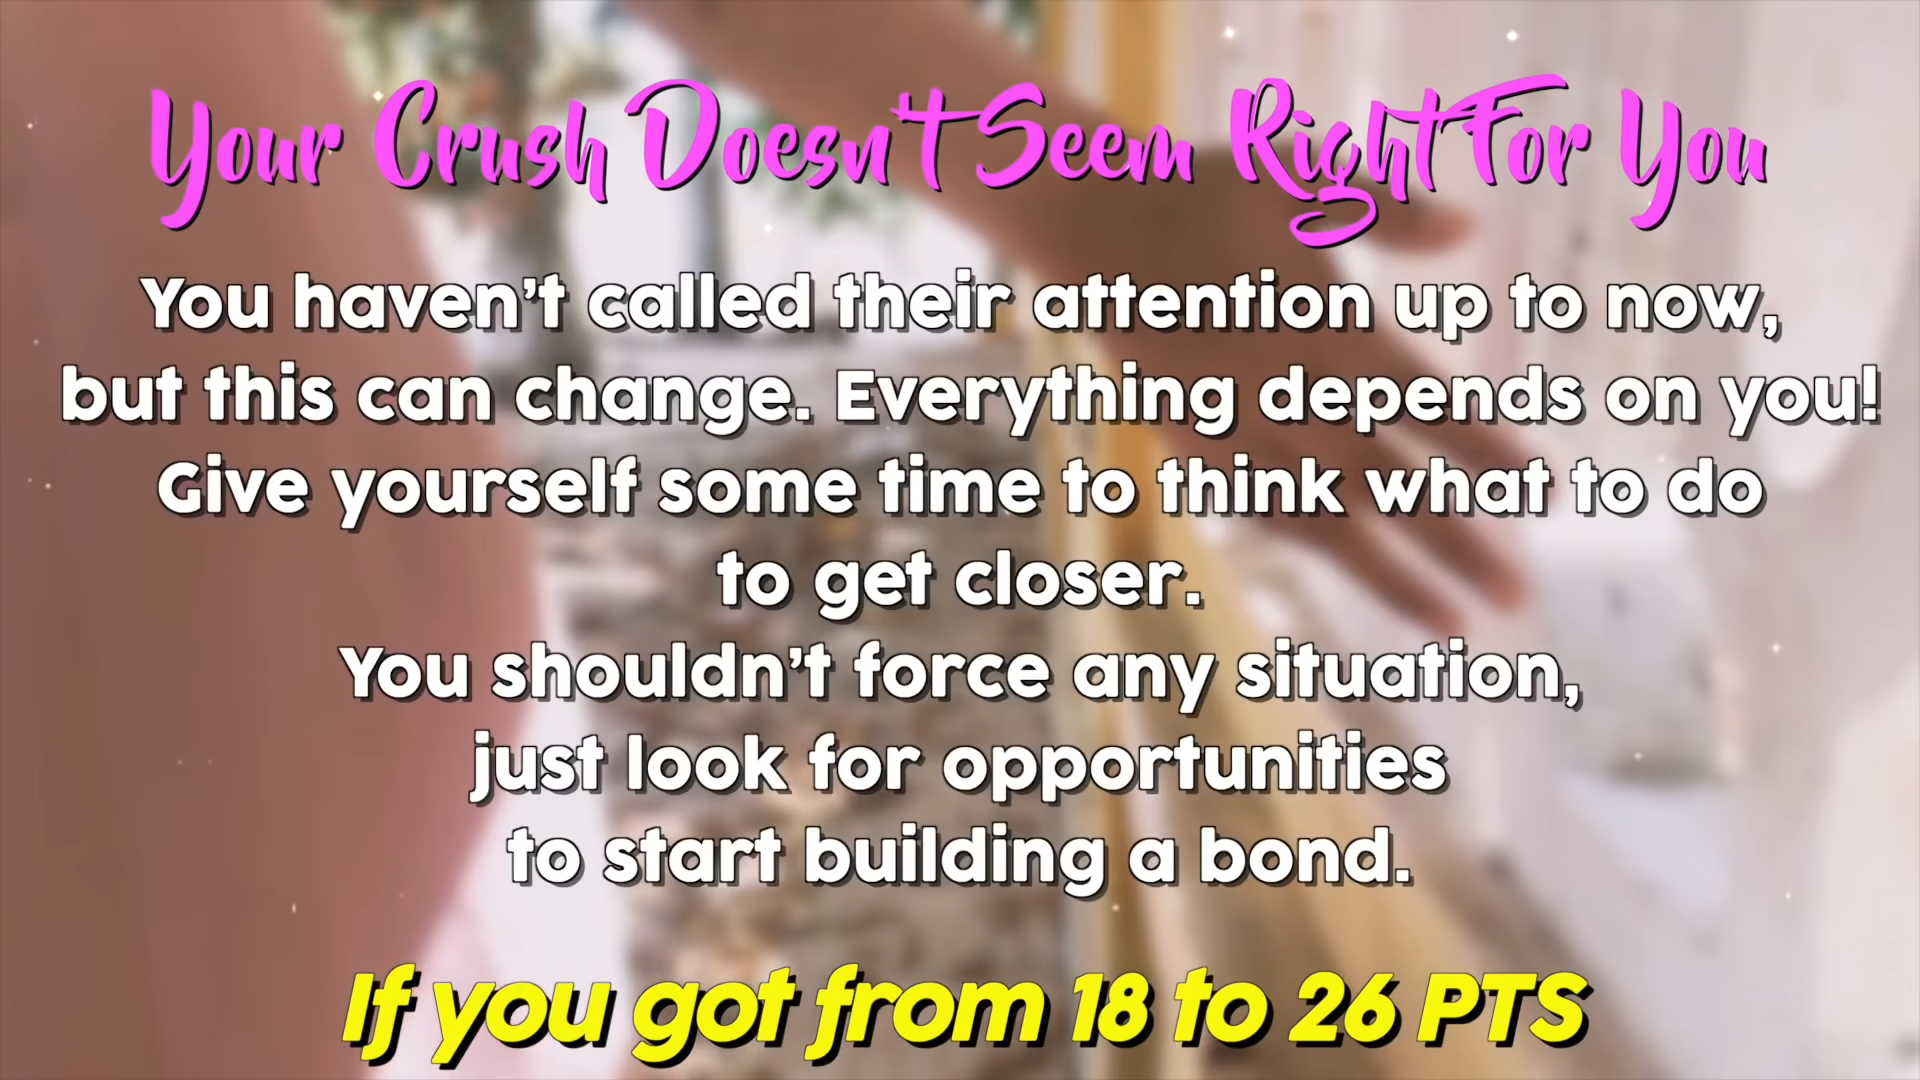 Your Crush Doesn't Seem Right For You
You haven't called their attention up to now,
but this can change. Everything depends on you!
Give yourself some time to think what to do
to get closer.
You shouldn't force any situation,
just look for opportunities
to start building a bond.
If you got from 18 to 26 PTS